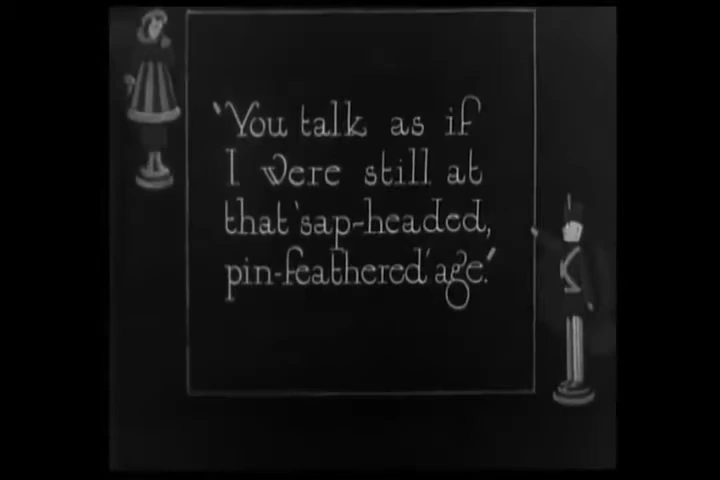 'You talk as if
I were still at
that 'sap-headed,
pin-feathered' age.'